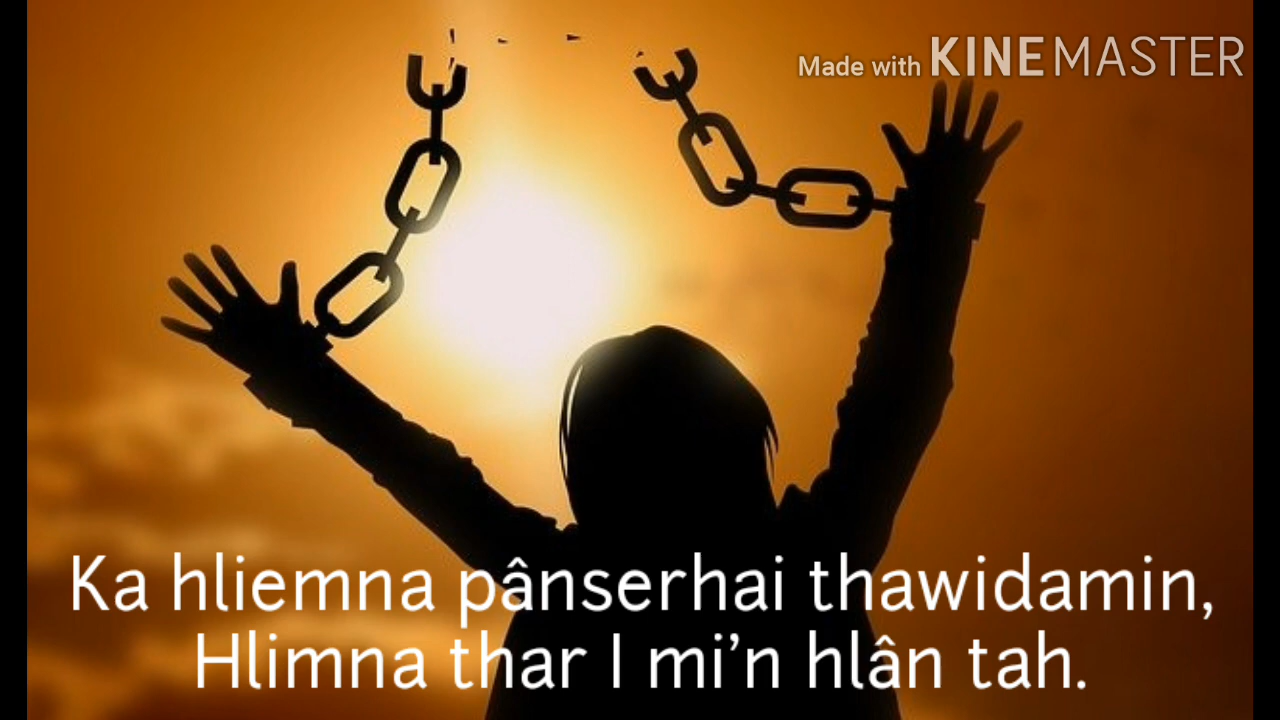 Made with KINEMASTER
Ka hliemna pânserhai thawidamin,
Hlimna thar I mi’n hlân tah.